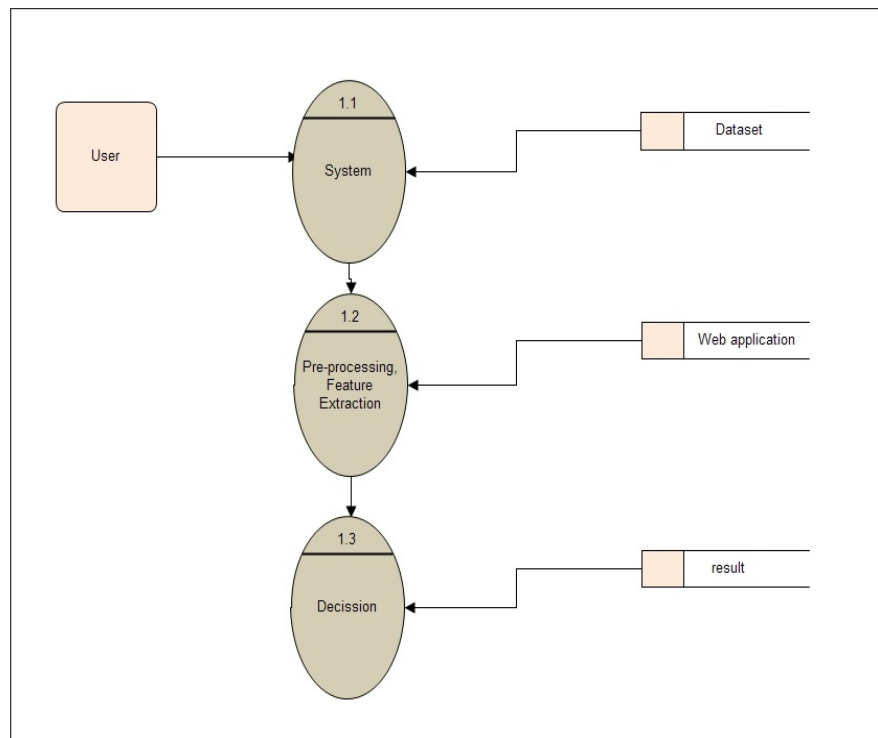 1.1
User
System
Dataset
1.2
Pre-processing,
Feature
Extraction
Web application
1.3
Decission
result